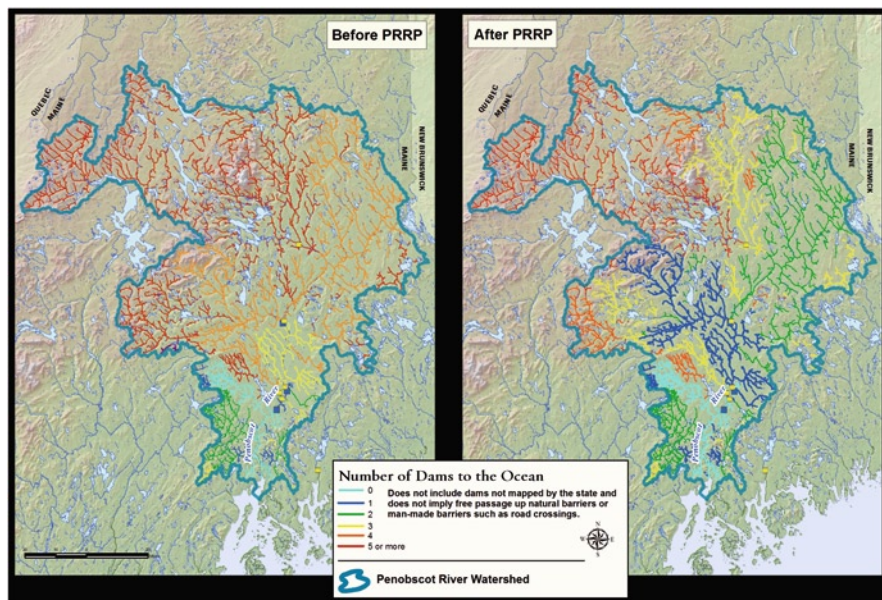 Before PRRP
After PRRP
QUEBEC
MAINE
MAINE
NEW BRUNSWICK
QUEBEC
MAINE
MAINE
NEW BRUNSWICK
Penobscot
River
Penobscot
River
Number of Dams to the Ocean
0
1
2
3
4
5 or more
Does not include dams not mapped by the state and
does not imply free passage up natural barriers or
man-made barriers such as road crossings.
N
W E
S
Penobscot River Watershed